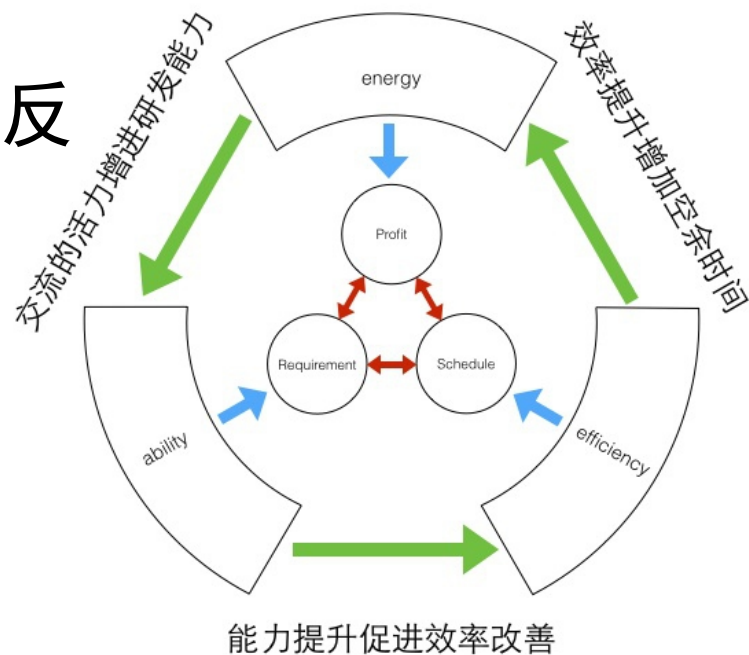 反
交流的活力增进研发能力
energy
效率提升增加空余时间
Profit
Requirement
Schedule
ability
efficiency
能力提升促进效率改善